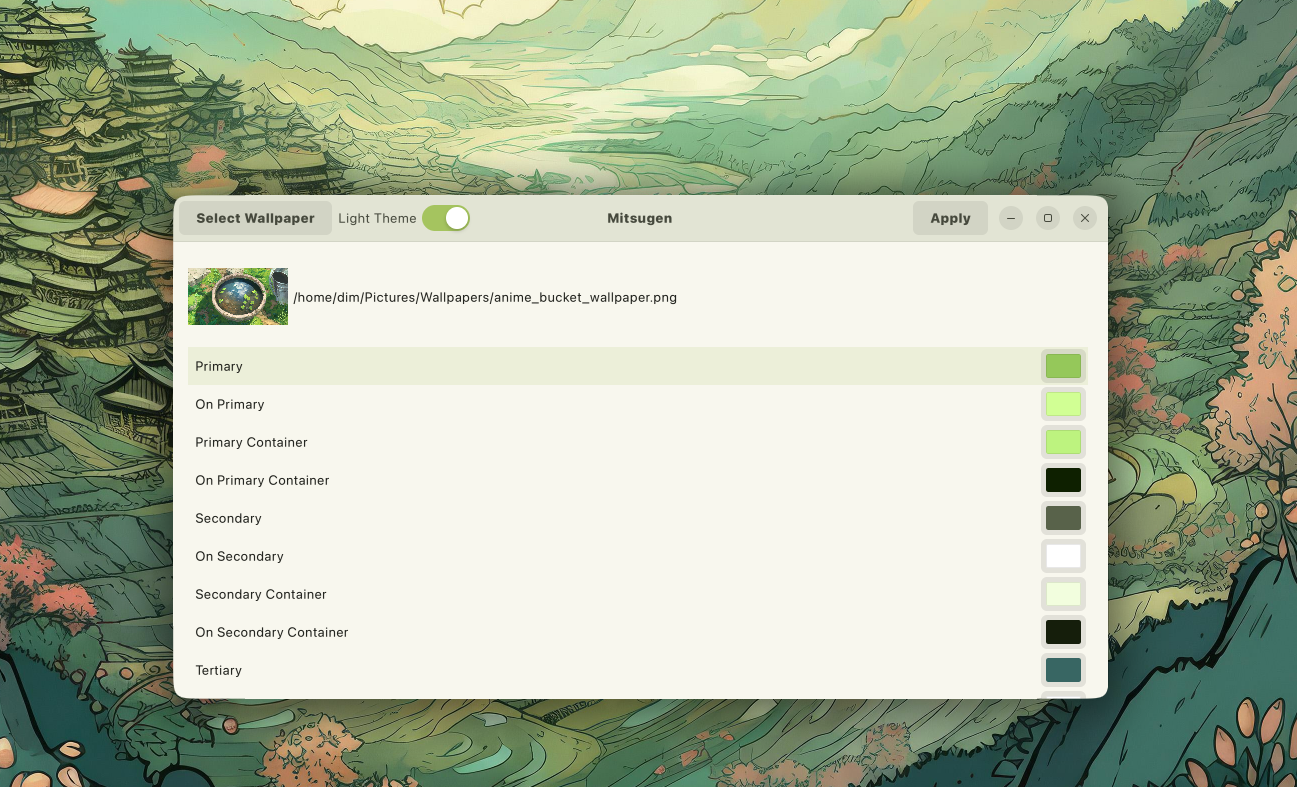 Select Wallpaper Light Theme Mitsugen Apply
/home/dim/Pictures/Wallpapers/anime_bucket_wallpaper.png
Primary
On Primary
Primary Container
On Primary Container
Secondary
On Secondary
Secondary Container
On Secondary Container
Tertiary